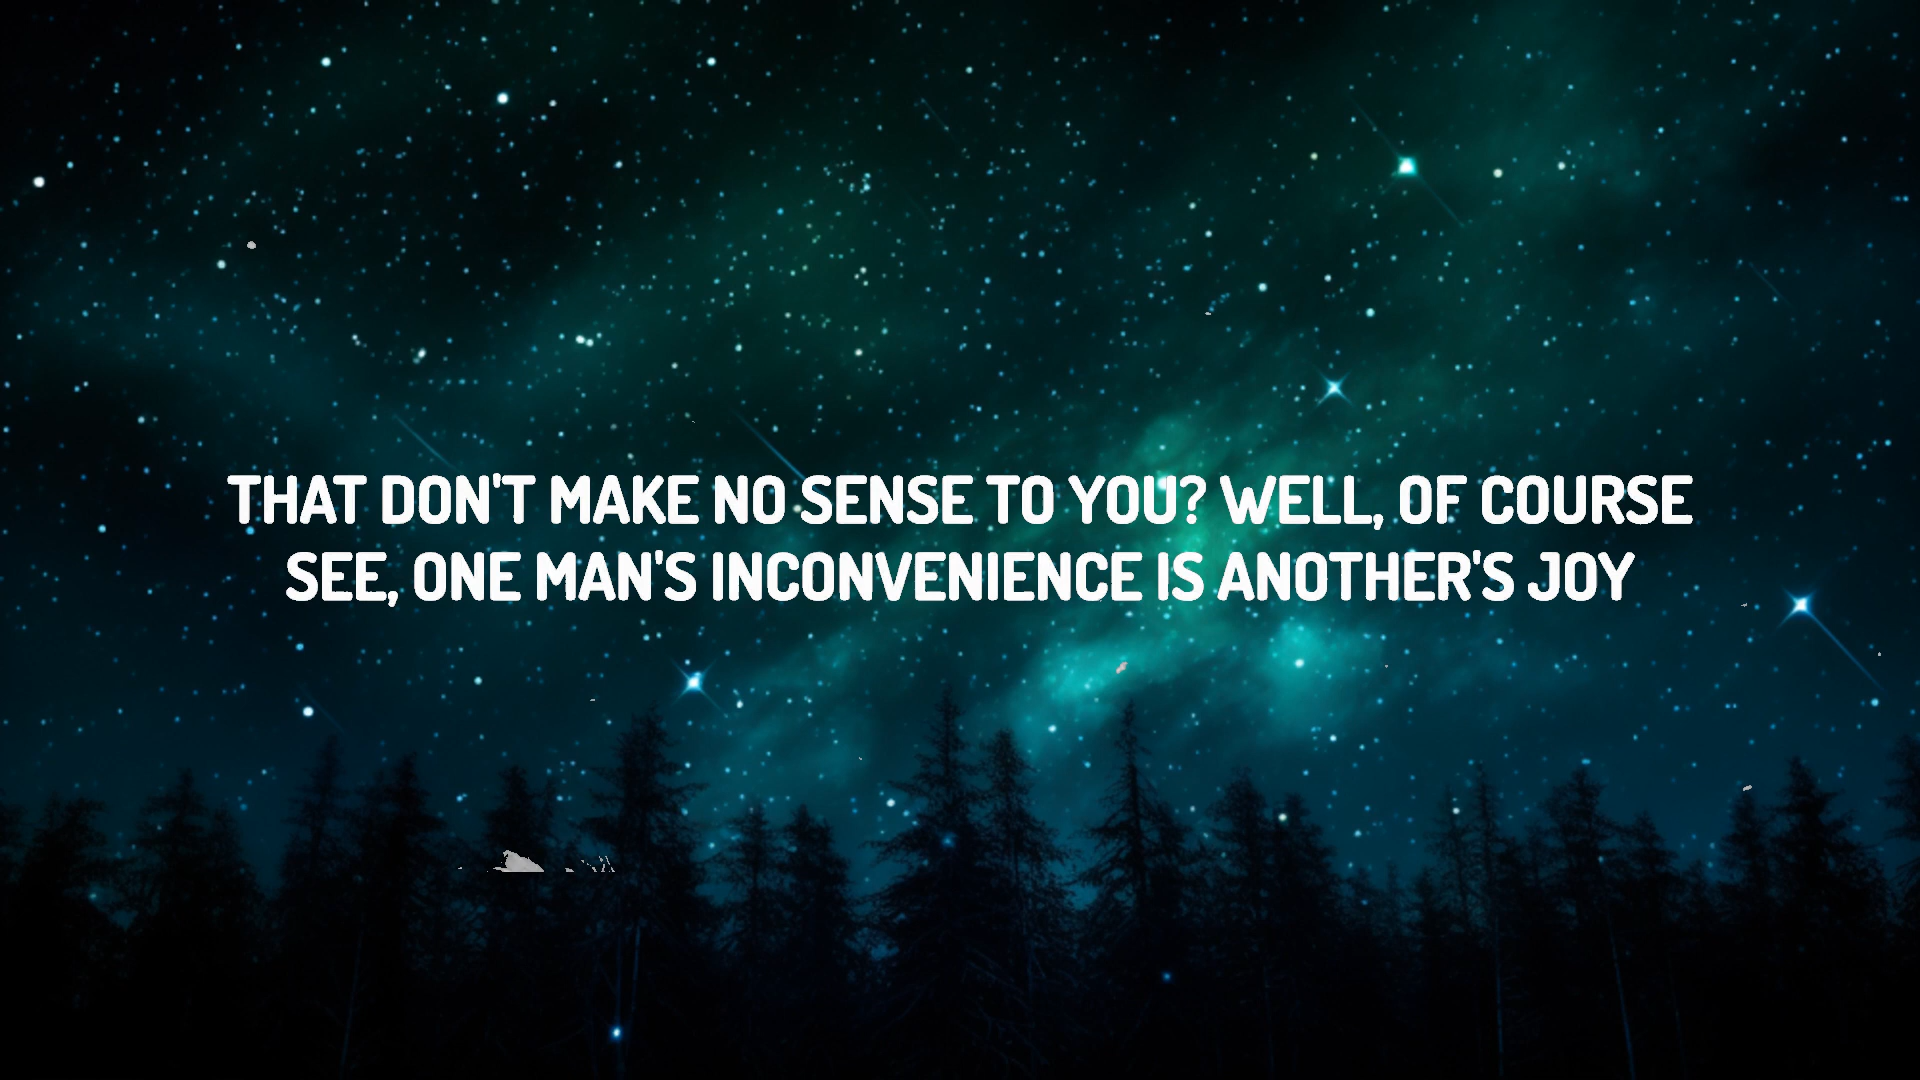 THAT DON'T MAKE NO SENSE TO YOU? WELL, OF COURSE
SEE, ONE MAN'S INCONVENIENCE IS ANOTHER'S JOY